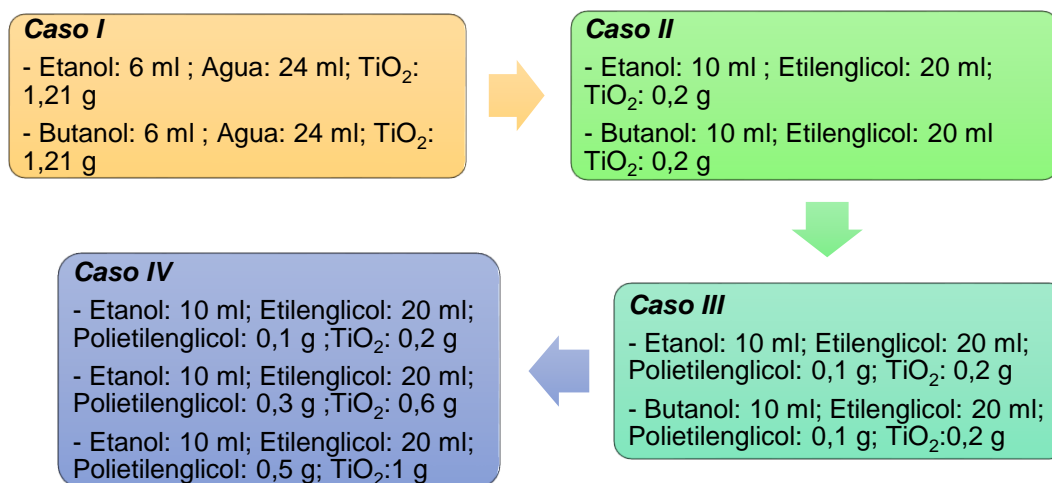 Caso I
- Etanol: 6 ml ; Agua: 24 ml; TiO₂:
1,21 g
- Butanol: 6 ml ; Agua: 24 ml; TiO₂:
1,21 g
Caso II
- Etanol: 10 ml ; Etilenglicol: 20 ml;
TiO₂: 0,2 g
- Butanol: 10 ml; Etilenglicol: 20 ml
TiO₂: 0,2 g
Caso III
- Etanol: 10 ml; Etilenglicol: 20 ml;
Polietilenglicol: 0,1 g; TiO₂: 0,2 g
- Butanol: 10 ml; Etilenglicol: 20 ml;
Polietilenglicol: 0,1 g; TiO₂:0,2 g
Caso IV
- Etanol: 10 ml; Etilenglicol: 20 ml;
Polietilenglicol: 0,1 g ;TiO₂: 0,2 g
- Etanol: 10 ml; Etilenglicol: 20 ml;
Polietilenglicol: 0,3 g ;TiO₂: 0,6 g
- Etanol: 10 ml; Etilenglicol: 20 ml;
Polietilenglicol: 0,5 g; TiO₂:1 g